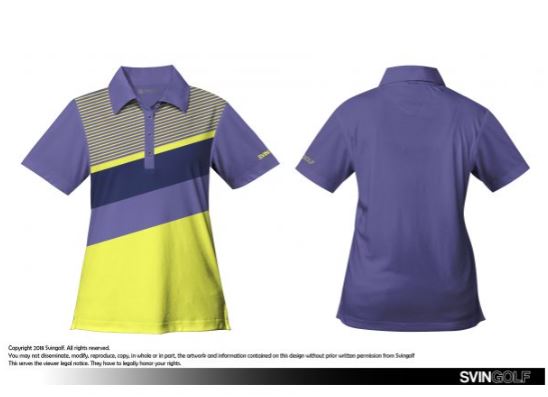 SVINGOLF
Copyright 2018 Svingolf. All rights reserved.
You may not disseminate, modify, reproduce, copy, in whole or in part, the artwork and information contained on this design without prior written permission from Svingolf
This serves the viewer legal notice. They have to legally honor your rights.
SVINGOLF